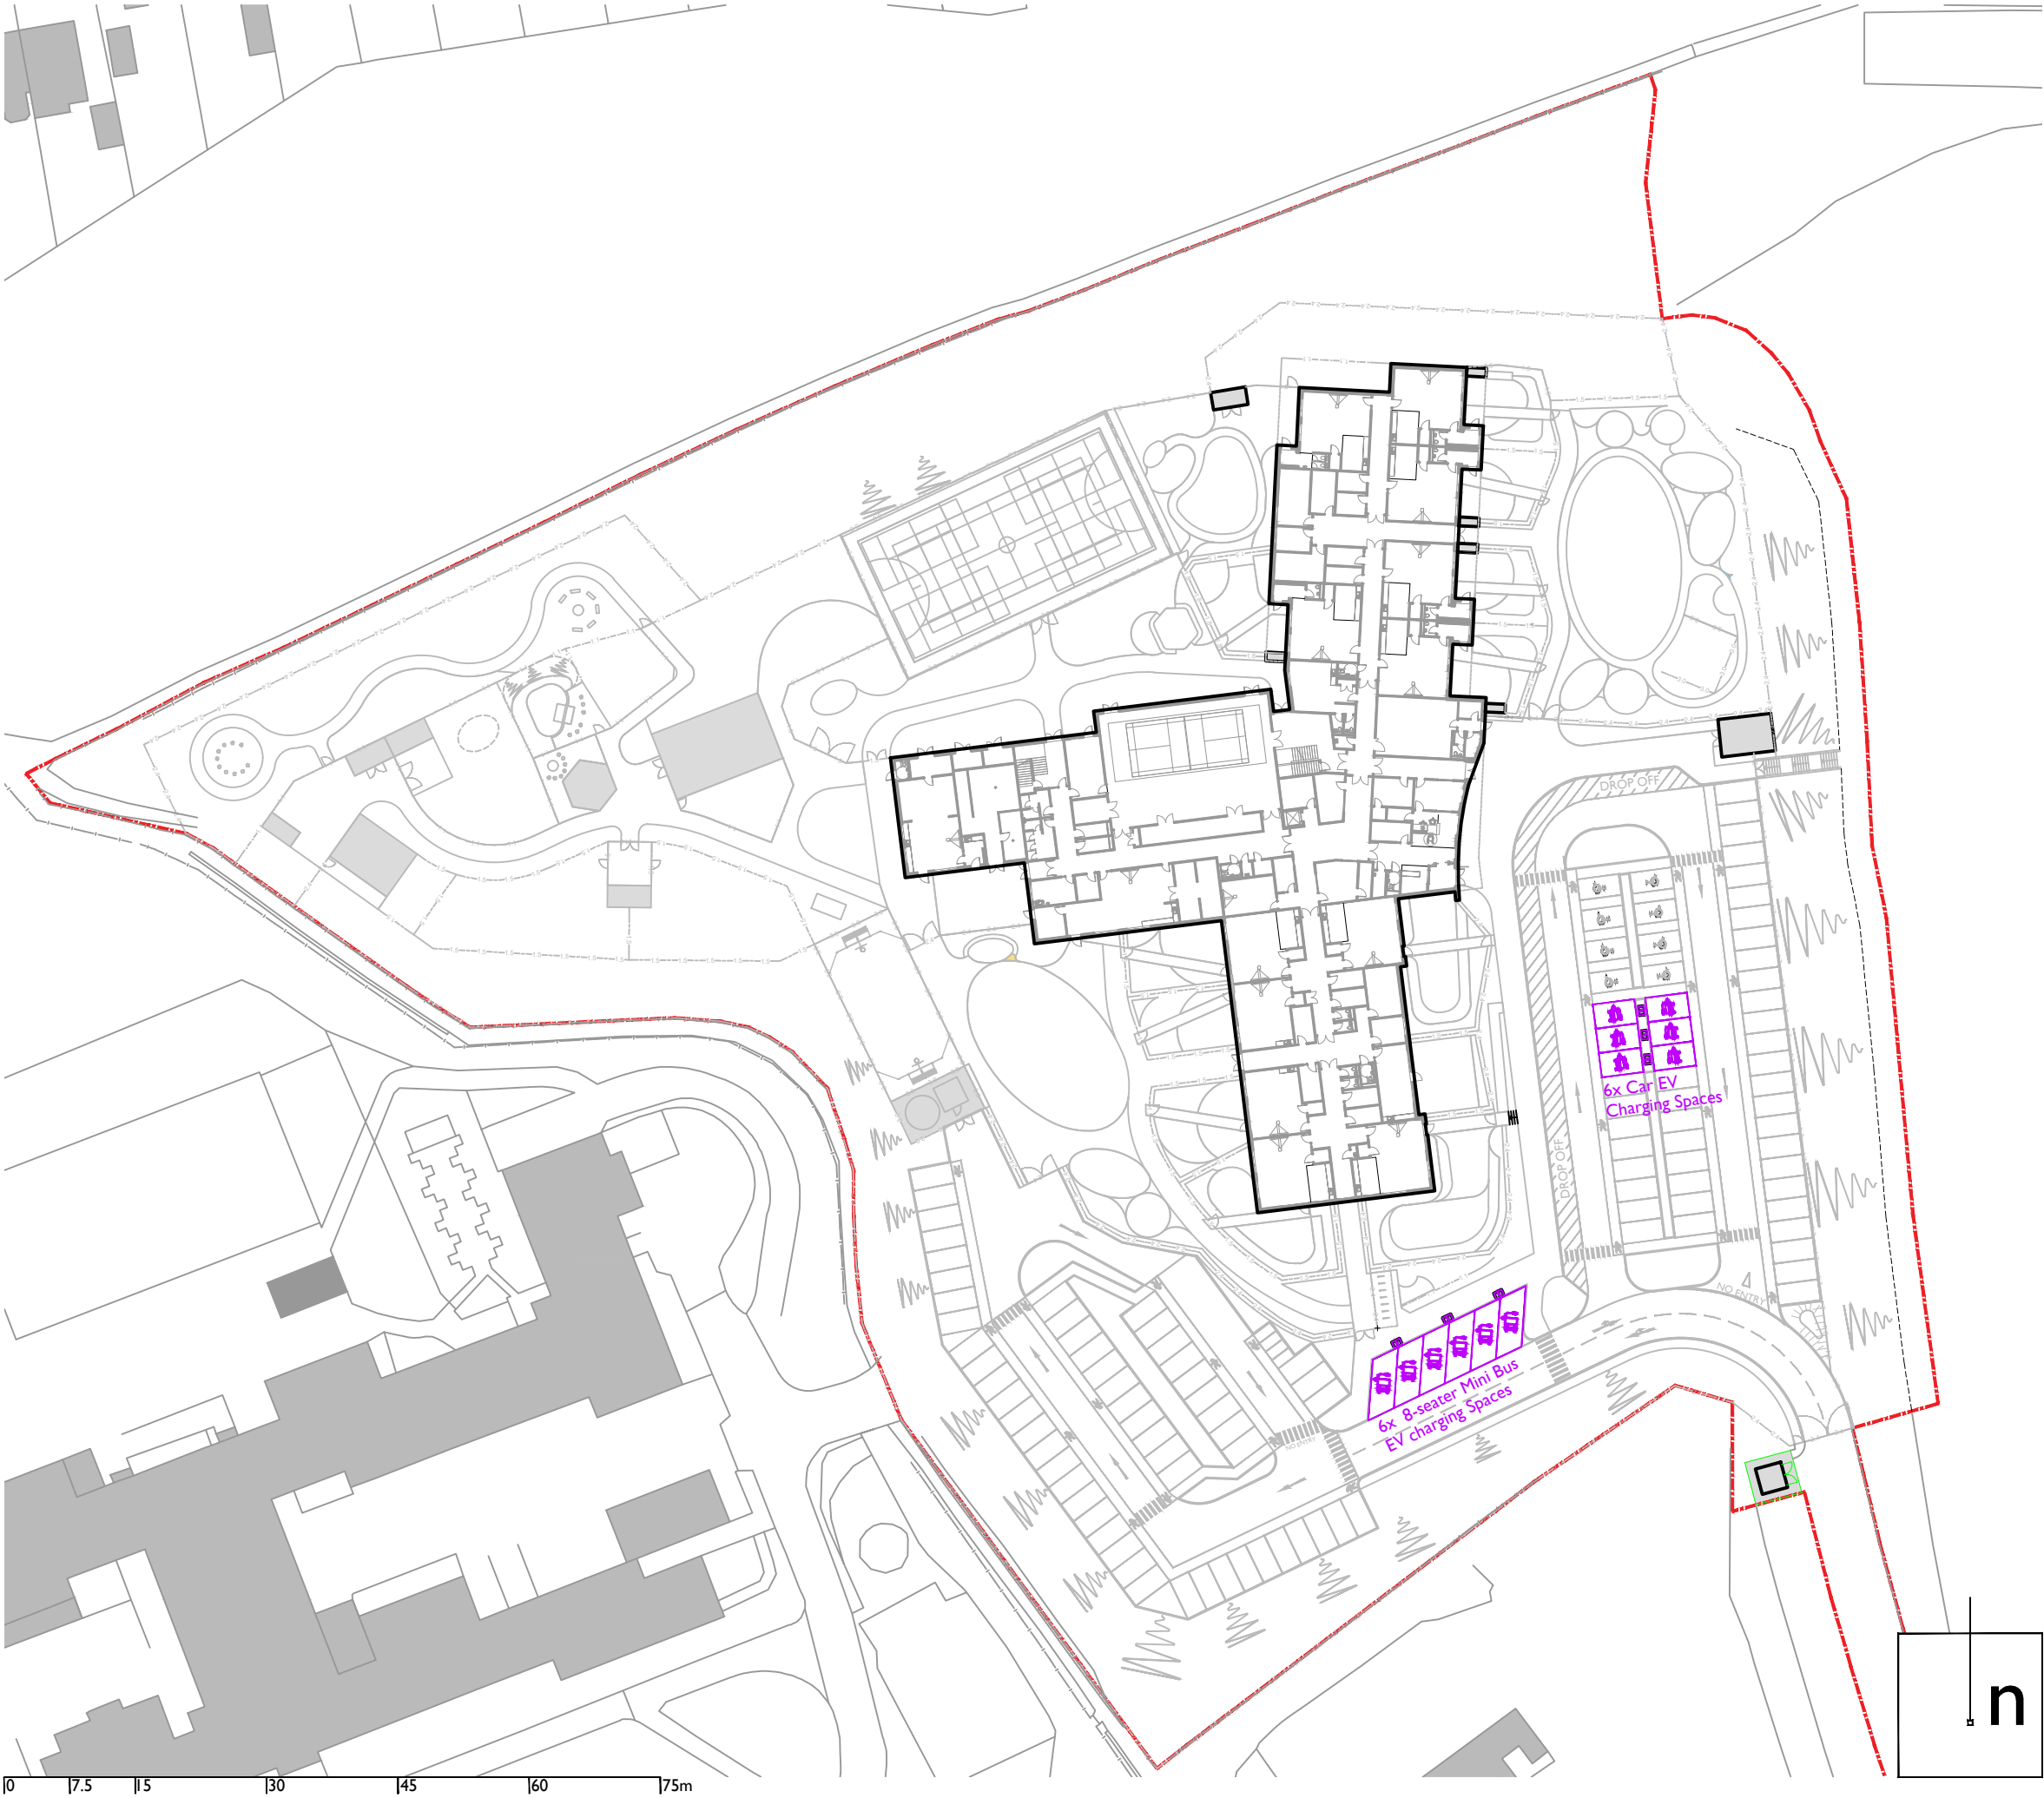 DROP OFF
6x Car EV
Charging Spaces
DROP OFF
NO ENTRY
6x 8-seater Mini Bus
EV charging Spaces
NO ENTRY
n
0 7.5 15 30 45 60 75m